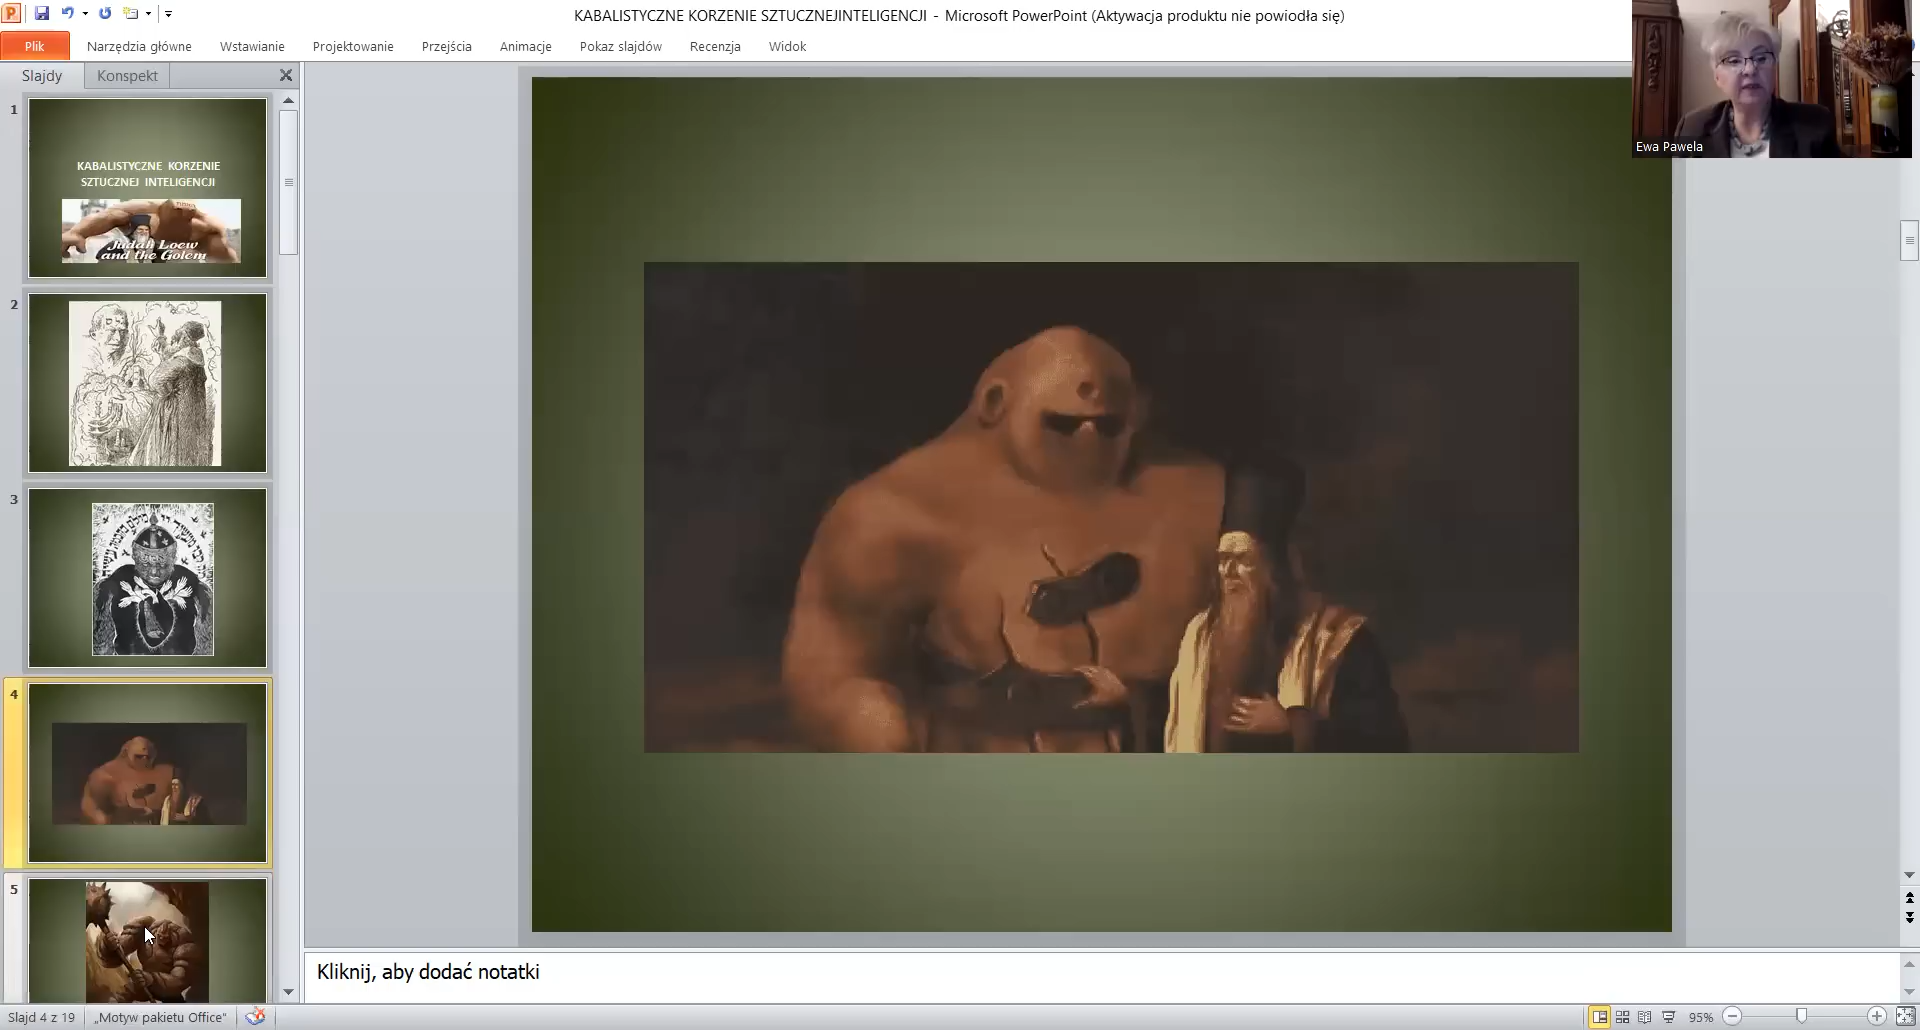 KABALISTYCZNE KORZENIE SZTUCZNEJINTELIGENCJI - Microsoft PowerPoint (Aktywacja produktu nie powiodła się)
Plik Narzędzia główne Wstawianie Projektowanie Przejścia Animacje Pokaz slajdów Recenzja Widok
Slajdy Konspekt
Ewa Pawela
1
KABALISTYCZNE KORZENIE
SZTUCZNEJ INTELIGENCJI
Judah Loew
and the Golem
2
3
4
5
Kliknij, aby dodać notatki
Slajd 4 z 19 „Motyw pakietu Office” 95%